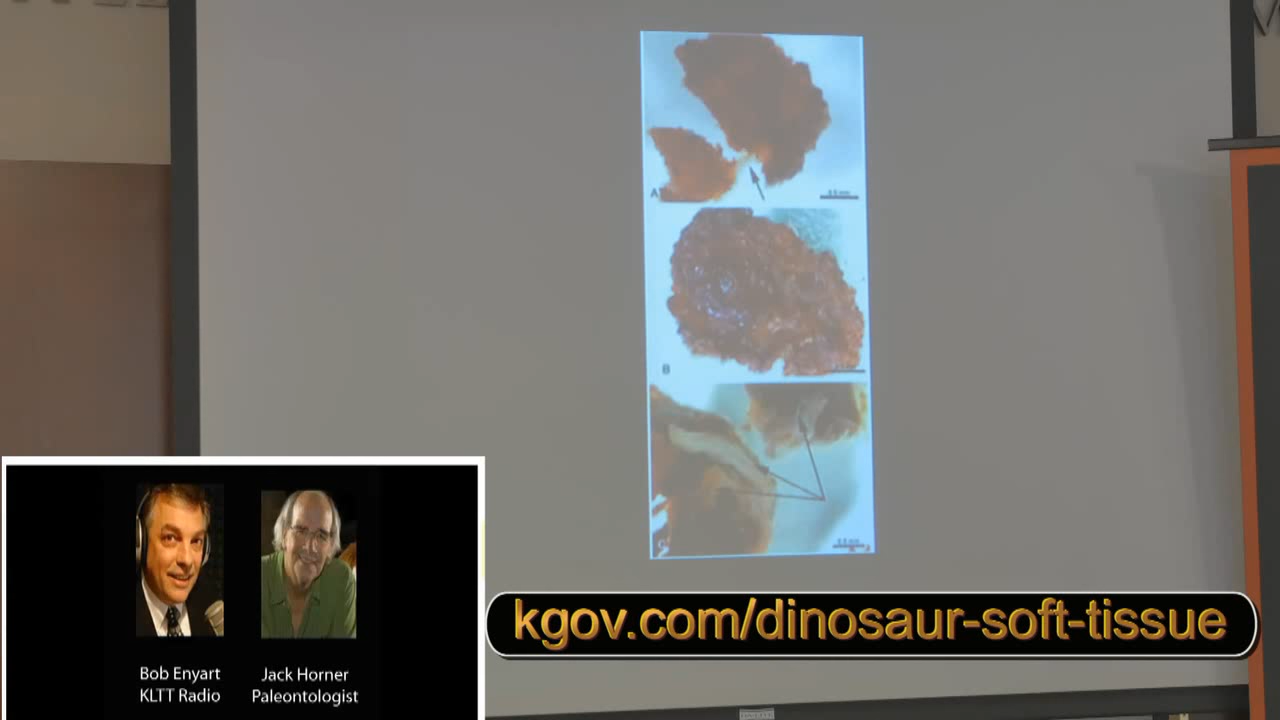 A
B
kgov.com/dinosaur-soft-tissue
Bob Enyart
KLTT Radio
Jack Horner
Paleontologist